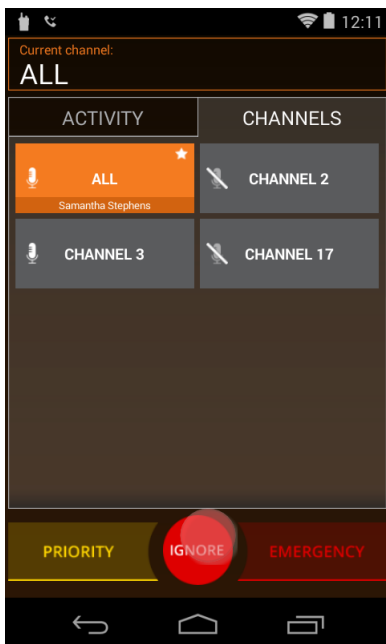 12:11
Current channel:
ALL
ACTIVITY
CHANNELS
ALL
Samantha Stephens
CHANNEL 2
CHANNEL 3
CHANNEL 17
PRIORITY
IGNORE
EMERGENCY